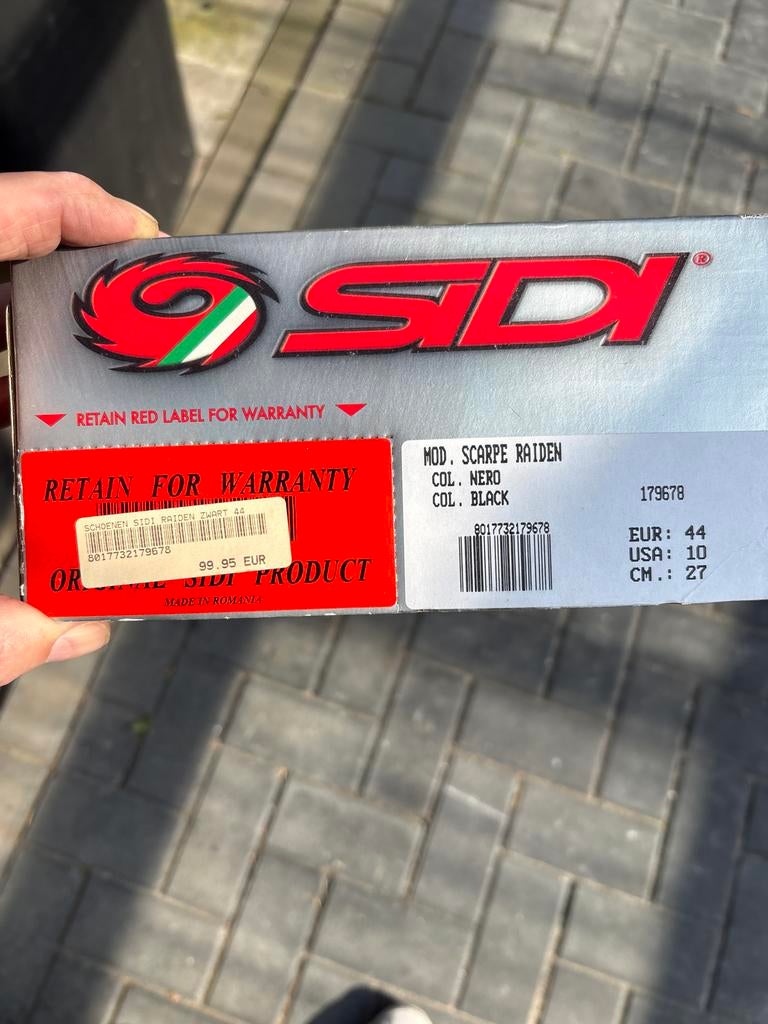 SIDI®
RETAIN RED LABEL FOR WARRANTY
RETAIN FOR WARRANTY
SCHOENEN SIDI RAIDEN ZWART 44
8017732179678
99.95 EUR
ORIGINAL SIDI PRODUCT
MADE IN ROMANIA
MOD. SCARPE RAIDEN
COL. NERO
COL. BLACK
179678
8017732179678
EUR: 44
USA: 10
CM.: 27